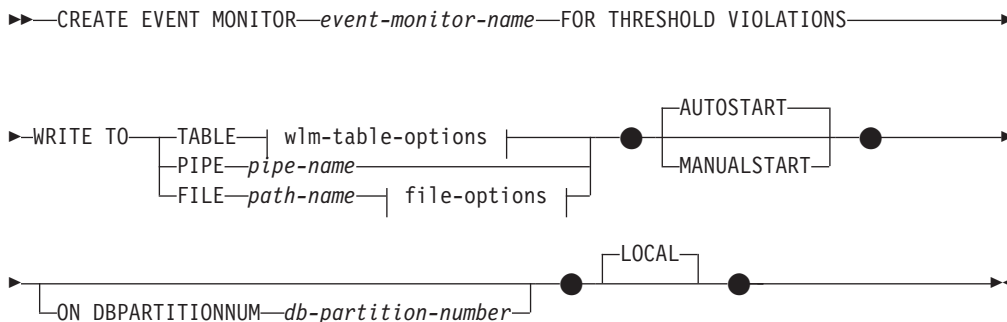 CREATE EVENT MONITOR event-monitor-name FOR THRESHOLD VIOLATIONS
AUTOSTART
WRITE TO TABLE wlm-table-options
PIPE pipe-name MANUALSTART
FILE path-name file-options
LOCAL
ON DBPARTITIONNUM db-partition-number